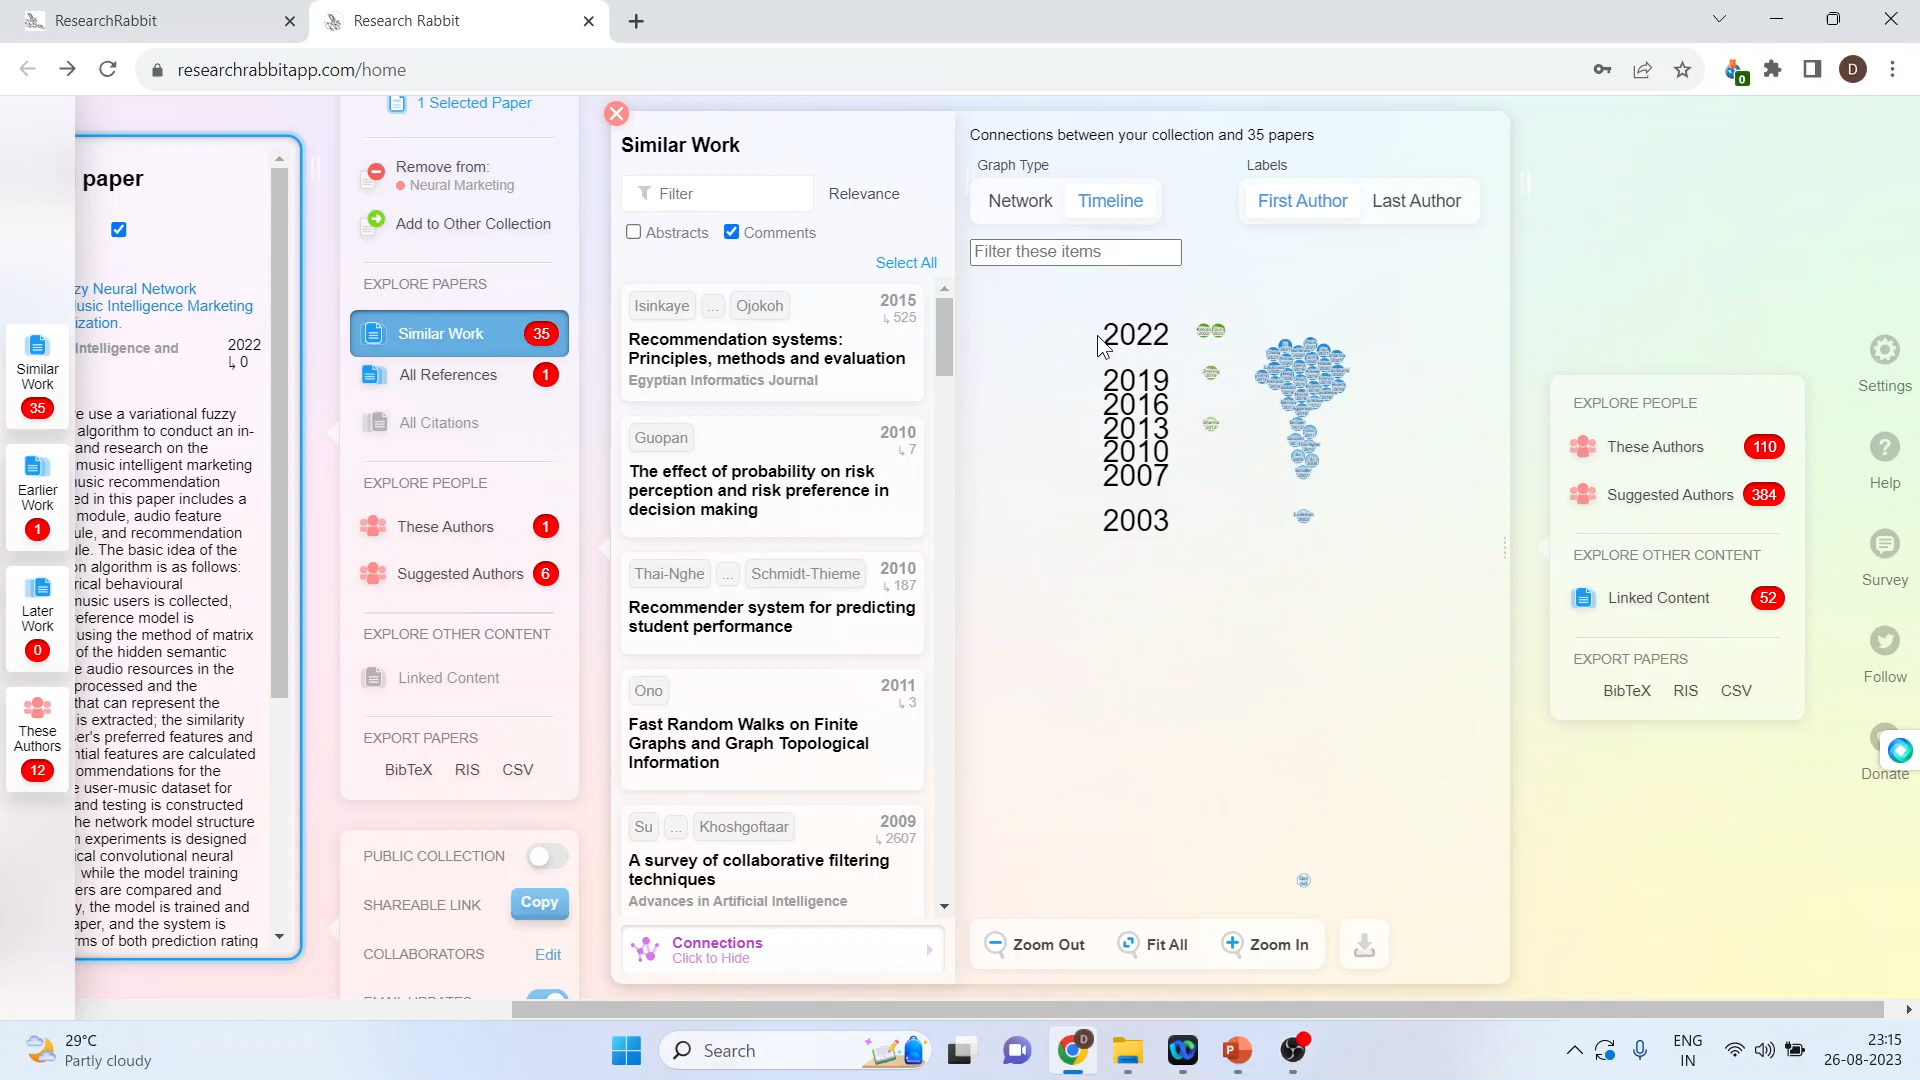 ResearchRabbit
Research Rabbit
researchrabbitapp.com/home
0
D
Similar
Work
35
Earlier
Work
1
Later
Work
0
These
Authors
12
paper
zy Neural Network
usic Intelligence Marketing
ization.
Intelligence and
2022
0
e use a variational fuzzy
algorithm to conduct an in-
and research on the
music intelligent marketing
usic recommendation
ed in this paper includes a
module, audio feature
ule, and recommendation
le. The basic idea of the
n algorithm is as follows:
rical behavioural
music users is collected,
reference model is
using the method of matrix
of the hidden semantic
e audio resources in the
processed and the
that can represent the
is extracted; the similarity
er's preferred features and
ntial features are calculated
ommendations for the
e user-music dataset for
and testing is constructed
he network model structure
n experiments is designed
ical convolutional neural
while the model training
ers are compared and
y, the model is trained and
aper, and the system is
rms of both prediction rating
1 Selected Paper
Remove from:
Neural Marketing
Add to Other Collection
EXPLORE PAPERS
Similar Work 35
All References 1
All Citations
EXPLORE PEOPLE
These Authors 1
Suggested Authors 6
EXPLORE OTHER CONTENT
Linked Content
EXPORT PAPERS
BibTeX RIS CSV
PUBLIC COLLECTION
SHAREABLE LINK Copy
COLLABORATORS Edit
EMAIL UPDATES
Similar Work
Filter Relevance
Abstracts Comments
Select All
Isinkaye ... Ojokoh 2015
525
Recommendation systems:
Principles, methods and evaluation
Egyptian Informatics Journal
Guopan 2010
7
The effect of probability on risk
perception and risk preference in
decision making
Thai-Nghe ... Schmidt-Thieme 2010
187
Recommender system for predicting
student performance
Ono 2011
3
Fast Random Walks on Finite
Graphs and Graph Topological
Information
Su ... Khoshgoftaar 2009
2607
A survey of collaborative filtering
techniques
Advances in Artificial Intelligence
Connections
Click to Hide
Connections between your collection and 35 papers
Graph Type Labels
Network Timeline First Author Last Author
Filter these items
2022
2019
2016
2013
2010
2007
2003
Zoom Out Fit All Zoom In
EXPLORE PEOPLE
These Authors 110
Suggested Authors 384
EXPLORE OTHER CONTENT
Linked Content 52
EXPORT PAPERS
BibTeX RIS CSV
Settings
?
Help
Survey
Follow
Donate
29°C
Partly cloudy
Search
D
P
ENG
IN
23:15
26-08-2023